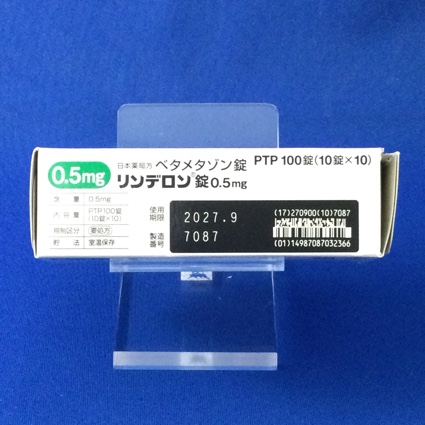 0.5mg
日本薬局方 ベタメタゾン錠 PTP 100錠(10錠×10)
リンデロン®錠0.5mg
含量 0.5mg
内容量 PTP100錠
(10錠×10)
規制区分 要処方
貯法 室温保存
使用
期限 2027.9
製造
番号 7087
(17)270900(10)7087
(01)14987087032366